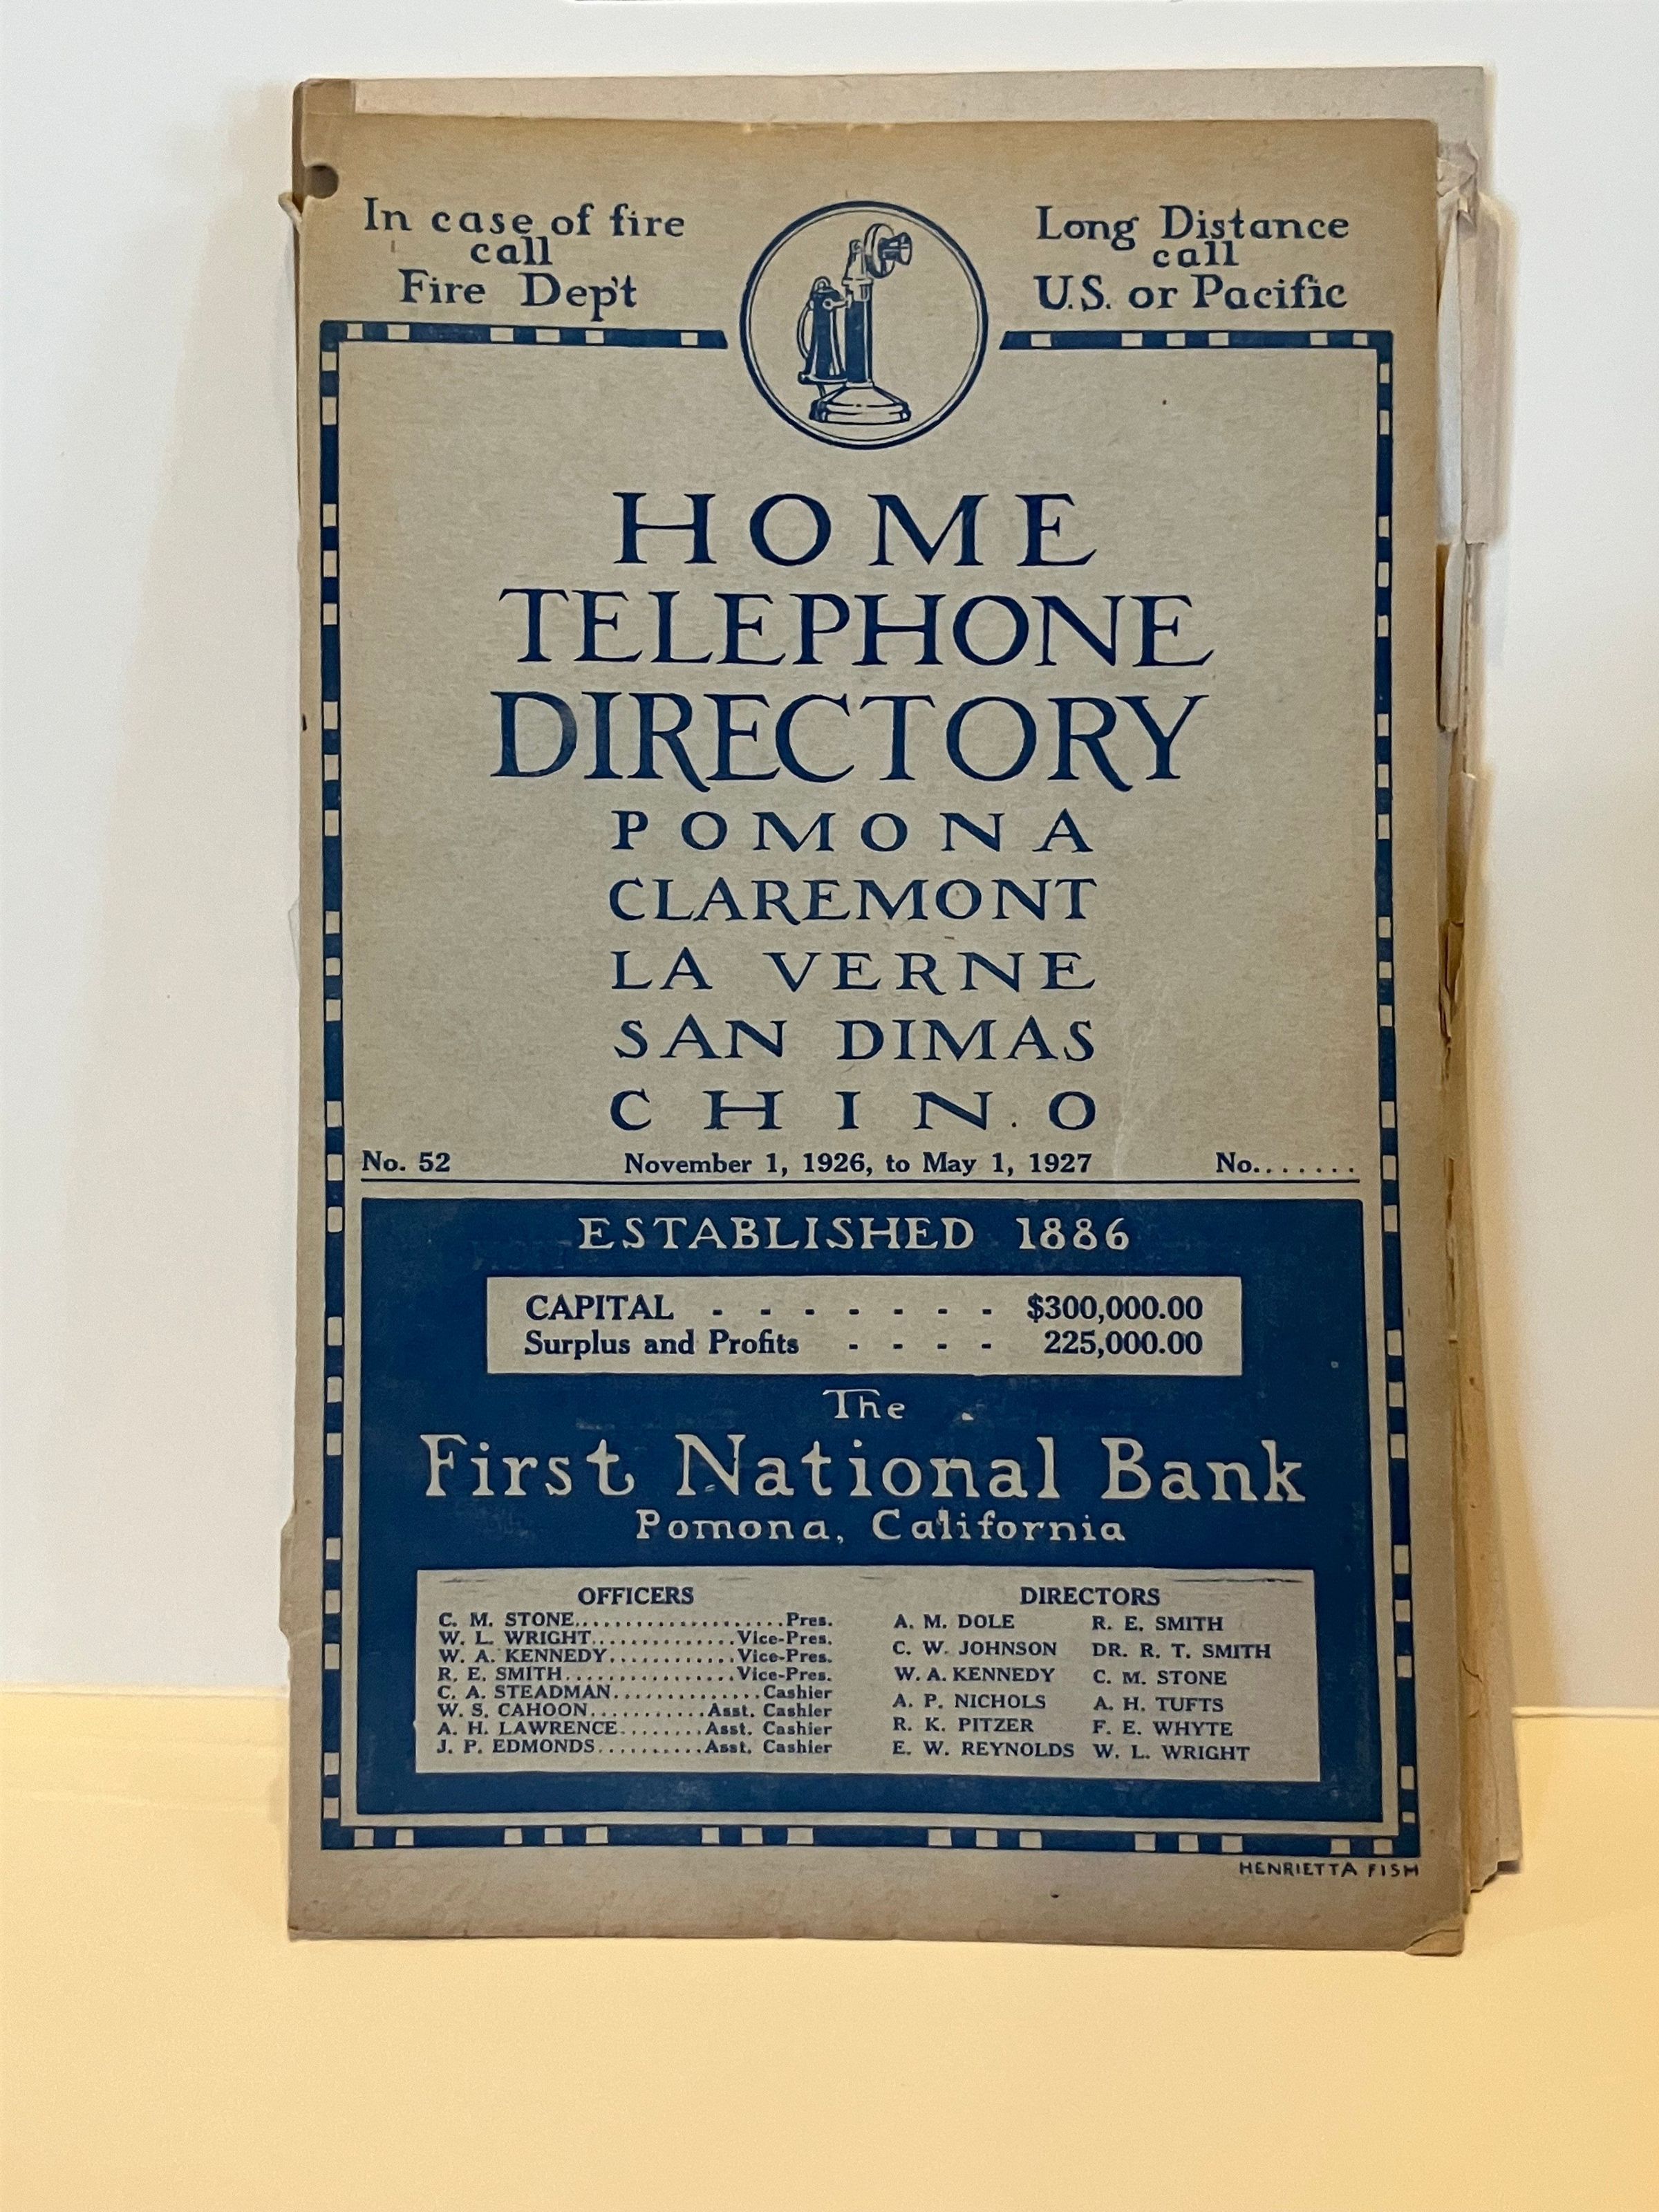 In case of fire
call
Fire Dep't
Long Distance
call
U.S. or Pacific
HOME
TELEPHONE
DIRECTORY
POMONA
CLAREMONT
LA VERNE
SAN DIMAS
CHINO
No. 52 November 1, 1926, to May 1, 1927 No.......
ESTABLISHED 1886
CAPITAL - - - - - - - $300,000.00
Surplus and Profits - - - - 225,000.00
The
First National Bank
Pomona, California
OFFICERS
C. M. STONE....................Pres.
W. L. WRIGHT..............Vice-Pres.
W. A. KENNEDY............Vice-Pres.
R. E. SMITH.................Vice-Pres.
C. A. STEADMAN..............Cashier
W. S. CAHOON...........Asst. Cashier
A. H. LAWRENCE........Asst. Cashier
J. P. EDMONDS..........Asst. Cashier
DIRECTORS
A. M. DOLE R. E. SMITH
C. W. JOHNSON DR. R. T. SMITH
W. A. KENNEDY C. M. STONE
A. P. NICHOLS A. H. TUFTS
R. K. PITZER F. E. WHYTE
E. W. REYNOLDS W. L. WRIGHT
HENRIETTA FISH